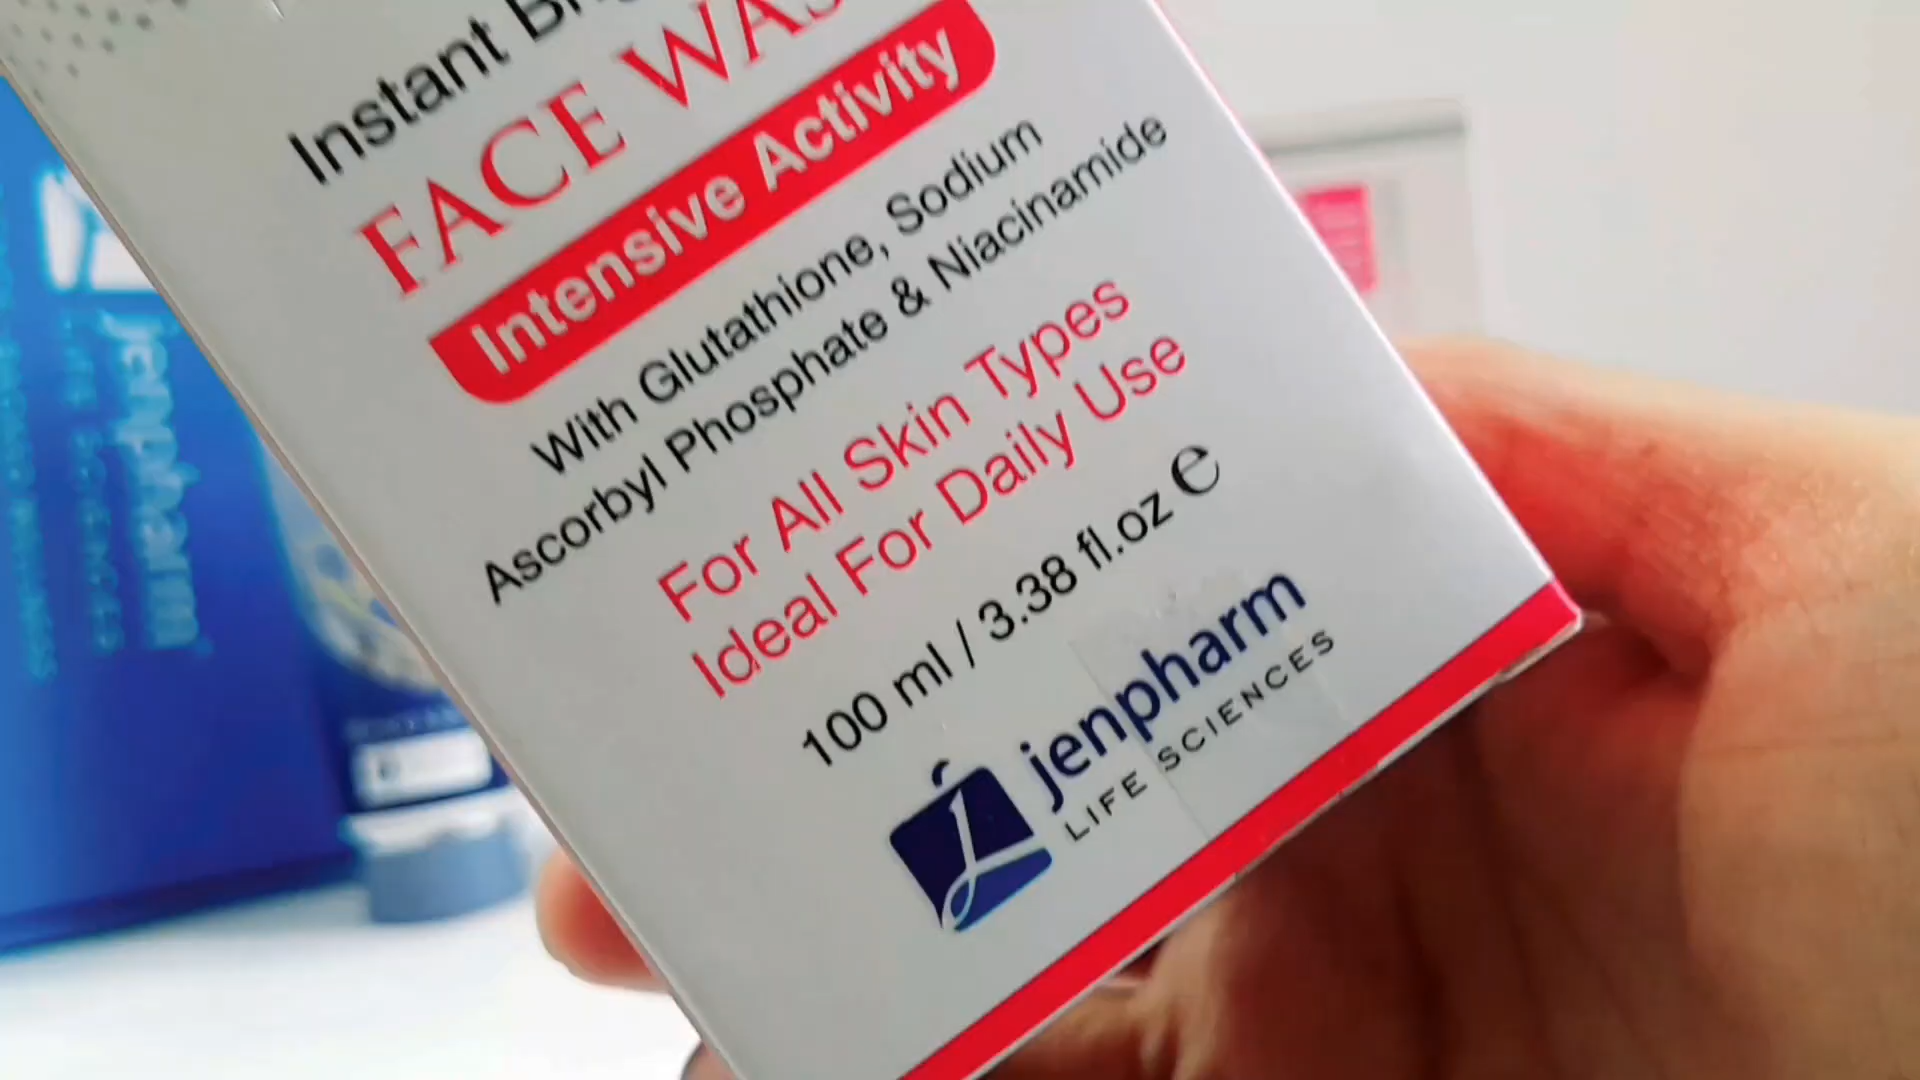 Instant
FACE
Intensive Activity
With Glutathione, Sodium
Ascorbyl Phosphate & Niacinamide
For All Skin Types
Ideal For Daily Use
100 ml / 3.38 fl.oz ℮
jenpharm
LIFE SCIENCES
jenpharm